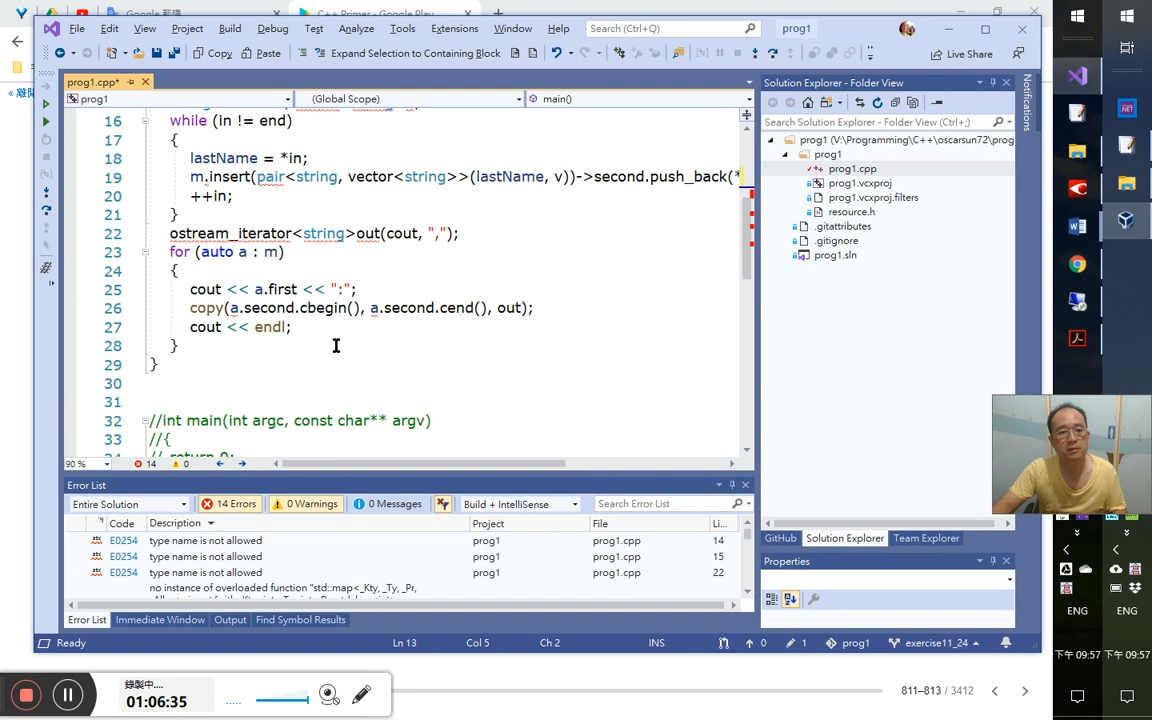 Google 翻譯
C++ Primer - Google Play
File Edit View Project Build Debug Test Analyze Tools Extensions Window Help Search (Ctrl+Q) prog1
Copy Paste Expand Selection to Containing Block Live Share
prog1.cpp*
prog1 (Global Scope) main()
16 while (in != end)
17 {
18 lastName = *in;
19 m.insert(pair<string, vector<string>>(lastName, v))->second.push_back(*
20 ++in;
21 }
22 ostream_iterator<string>out(cout, ",");
23 for (auto a : m)
24 {
25 cout << a.first << ":";
26 copy(a.second.cbegin(), a.second.cend(), out);
27 cout << endl;
28 }
29 }
30
31
32 //int main(int argc, const char** argv)
33 //{
90 % 14 0
Error List
Entire Solution 14 Errors 0 Warnings 0 Messages Build + IntelliSense Search Error List
Code Description Project File Li...
E0254 type name is not allowed prog1 prog1.cpp 14
E0254 type name is not allowed prog1 prog1.cpp 15
E0254 type name is not allowed prog1 prog1.cpp 22
no instance of overloaded function "std::map<_Kty, _Ty, _Pr,
Error List Immediate Window Output Find Symbol Results
Ready Ln 13 Col 5 Ch 2 INS 0 1 prog1 exercise11_24
Solution Explorer - Folder View
Search Solution Explorer - Folder View (Ctrl+;)
prog1 (V:\Programming\C++\oscarsun72\prog
prog1
prog1.cpp
prog1.vcxproj
prog1.vcxproj.filters
resource.h
.gitattributes
.gitignore
prog1.sln
GitHub Solution Explorer Team Explorer
Properties
Notifications
錄製中...
01:06:35
811–813 / 3412
ENG ENG
下午 09:57 下午 09:57